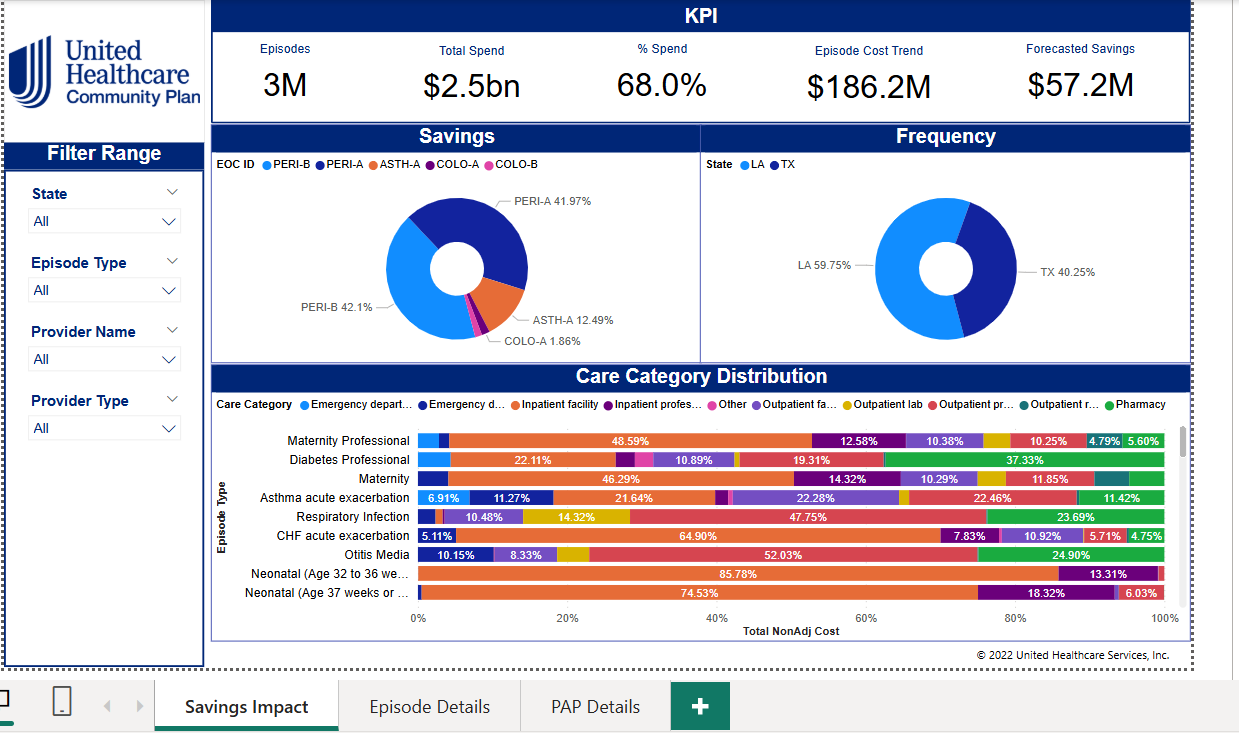 United
Healthcare
Community Plan
Filter Range
State
All
Episode Type
All
Provider Name
All
Provider Type
All
KPI
Episodes
3M
Total Spend
$2.5bn
% Spend
68.0%
Episode Cost Trend
$186.2M
Forecasted Savings
$57.2M
Savings
EOC ID PERI-B PERI-A ASTH-A COLO-A COLO-B
PERI-A 41.97%
PERI-B 42.1%
ASTH-A 12.49%
COLO-A 1.86%
Frequency
State LA TX
LA 59.75%
TX 40.25%
Care Category Distribution
Care Category Emergency depart... Emergency d... Inpatient facility Inpatient profes... Other Outpatient fa... Outpatient lab Outpatient pr... Outpatient r... Pharmacy
Episode Type
Maternity Professional 48.59% 12.58% 10.38% 10.25% 4.79% 5.60%
Diabetes Professional 22.11% 10.89% 19.31% 37.33%
Maternity 46.29% 14.32% 10.29% 11.85%
Asthma acute exacerbation 6.91% 11.27% 21.64% 22.28% 22.46% 11.42%
Respiratory Infection 10.48% 14.32% 47.75% 23.69%
CHF acute exacerbation 5.11% 64.90% 7.83% 10.92% 5.71% 4.75%
Otitis Media 10.15% 8.33% 52.03% 24.90%
Neonatal (Age 32 to 36 we... 85.78% 13.31%
Neonatal (Age 37 weeks or ... 74.53% 18.32% 6.03%
0% 20% 40% 60% 80% 100%
Total NonAdj Cost
© 2022 United Healthcare Services, Inc.
Savings Impact Episode Details PAP Details +